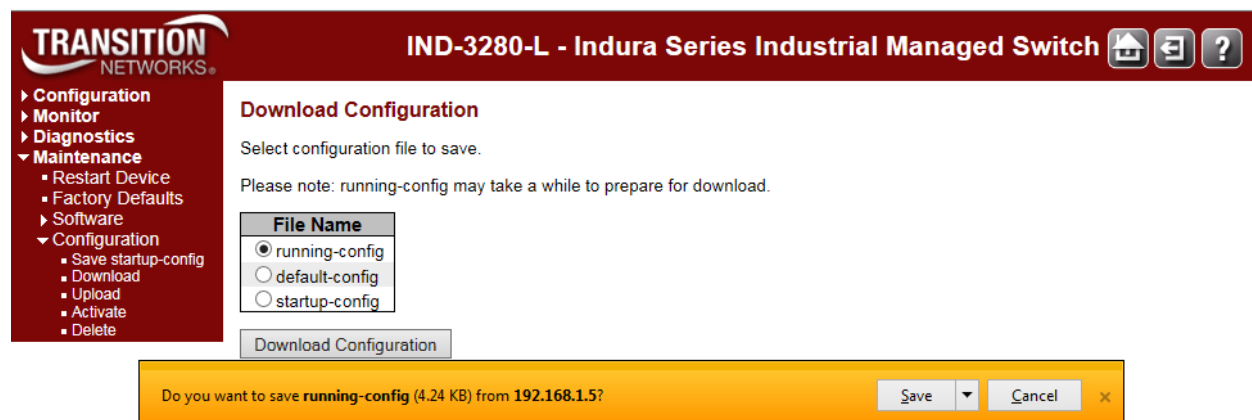 TRANSITION
NETWORKS®
IND-3280-L - Indura Series Industrial Managed Switch
?
Configuration
Monitor
Diagnostics
Maintenance
Restart Device
Factory Defaults
Software
Configuration
Save startup-config
Download
Upload
Activate
Delete
Download Configuration
Select configuration file to save.
Please note: running-config may take a while to prepare for download.
File Name
running-config
default-config
startup-config
Download Configuration
Do you want to save running-config (4.24 KB) from 192.168.1.5?
Save
Cancel
×